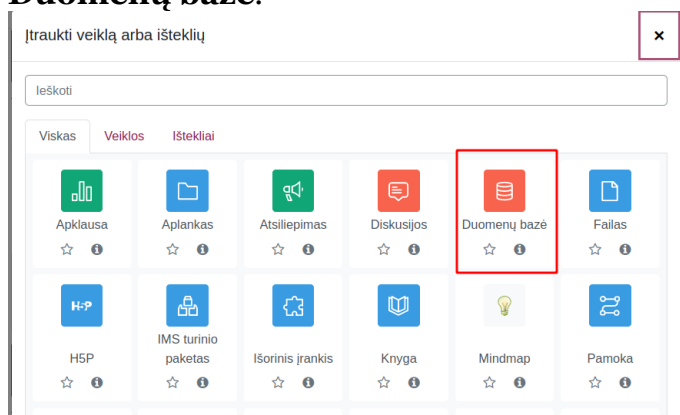 Duomenų bazė.
Įtraukti veiklą arba išteklių
×
Ieškoti
Viskas Veiklos Ištekliai
Apklausa Aplankas Atsiliepimas Diskusijos Duomenų bazė Failas
H-P
IMS turinio
H5P paketas Išorinis įrankis Knyga Mindmap Pamoka